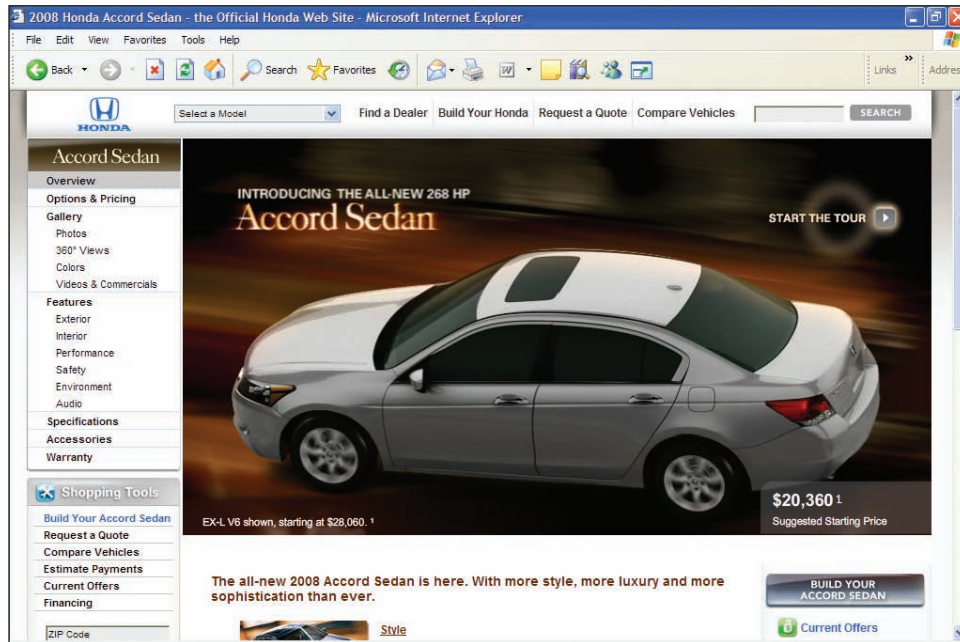 2008 Honda Accord Sedan - the Official Honda Web Site - Microsoft Internet Explorer
File Edit View Favorites Tools Help
Back Search Favorites Links Addres
HONDA
Select a Model Find a Dealer Build Your Honda Request a Quote Compare Vehicles SEARCH
Accord Sedan
Overview
Options & Pricing
Gallery
Photos
360° Views
Colors
Videos & Commercials
Features
Exterior
Interior
Performance
Safety
Environment
Audio
Specifications
Accessories
Warranty
Shopping Tools
Build Your Accord Sedan
Request a Quote
Compare Vehicles
Estimate Payments
Current Offers
Financing
ZIP Code
INTRODUCING THE ALL-NEW 268 HP
Accord Sedan
START THE TOUR
EX-L V6 shown, starting at $28,060. 1
$20,360 1
Suggested Starting Price
The all-new 2008 Accord Sedan is here. With more style, more luxury and more
sophistication than ever.
Style
BUILD YOUR
ACCORD SEDAN
Current Offers